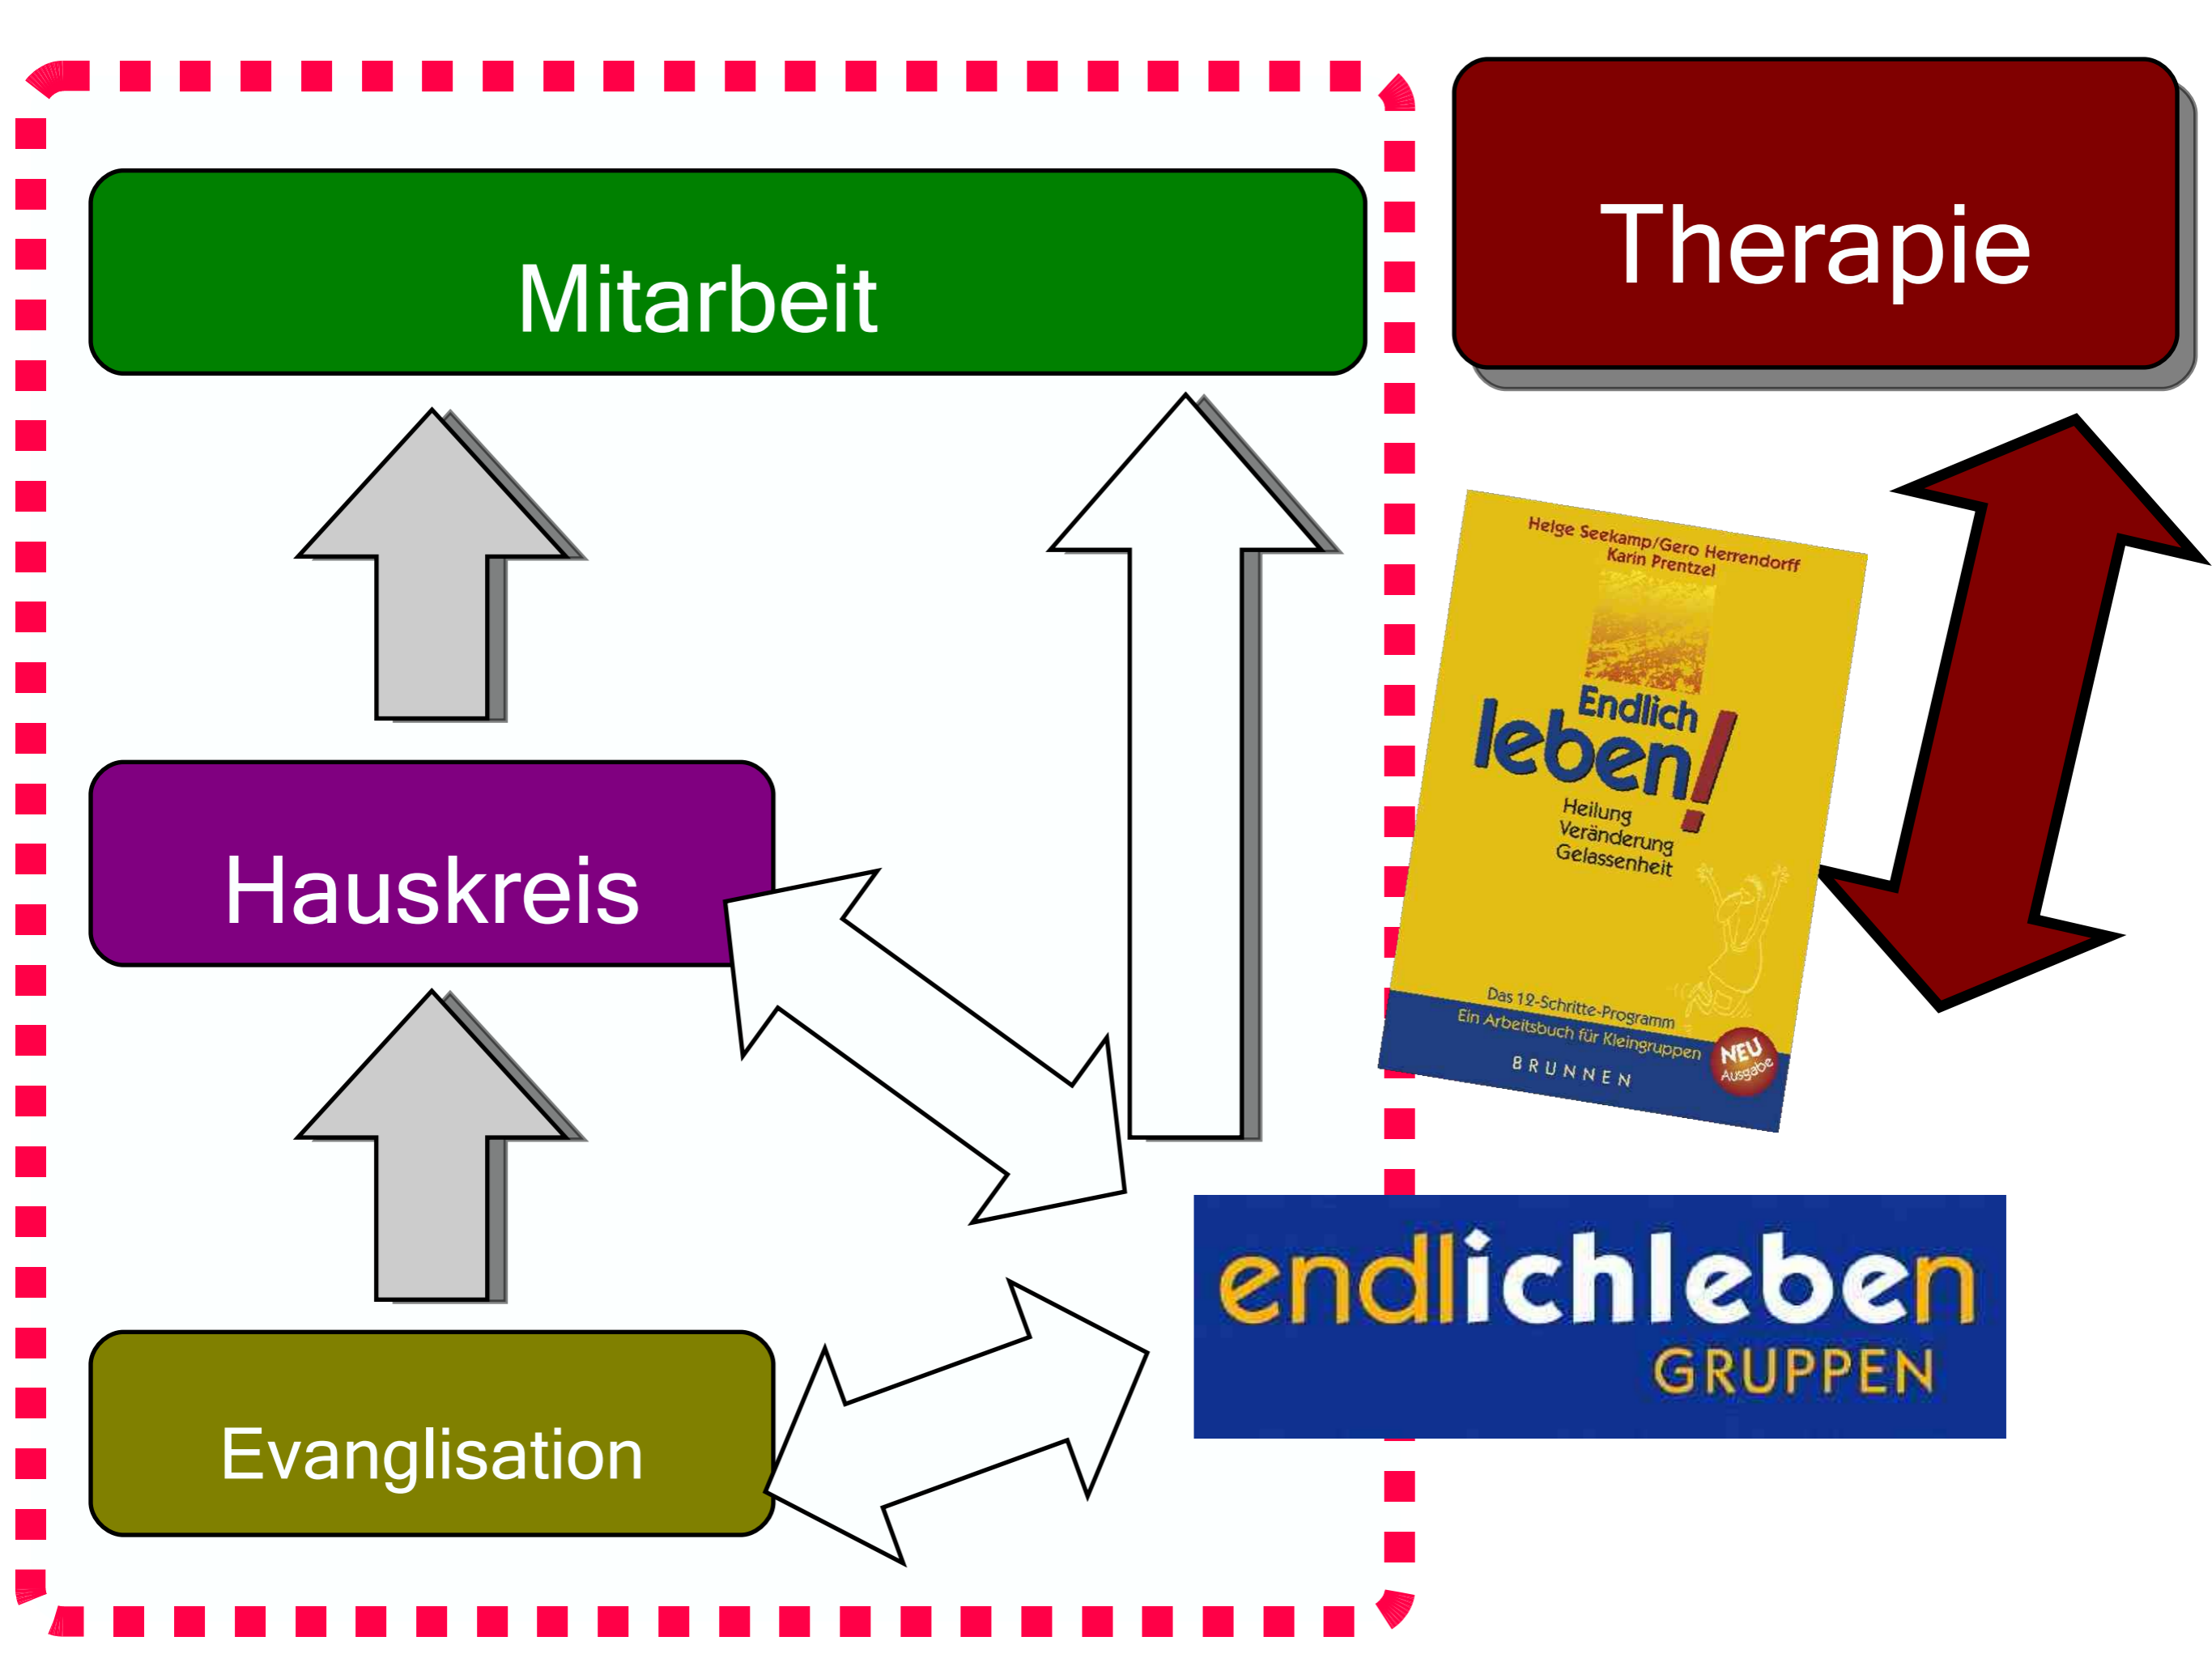 Therapie
Mitarbeit
Helge Seekamp/Gero Herrendorff
Karin Prentzel
Endlich
leben!
Heilung
Veränderung
Gelassenheit
Hauskreis
Das 12-Schritte-Programm
Ein Arbeitsbuch für Kleingruppen
NEU
Ausgabe
BRUNNEN
endlichleben
GRUPPEN
Evanglisation